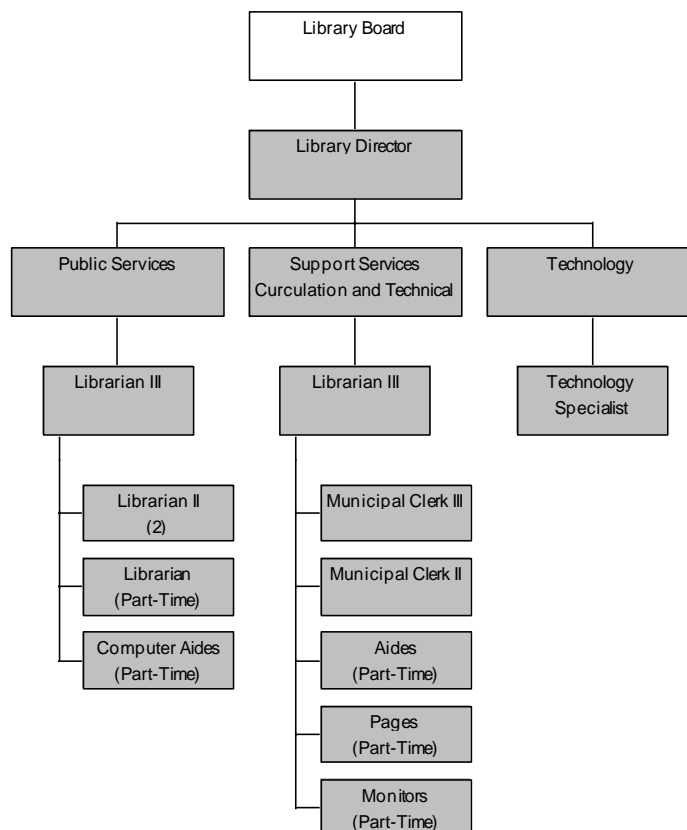 Library Board
Library Director
Public Services
Support Services
Curculation and Technical
Technology
Librarian III
Librarian III
Technology
Specialist
Librarian II
(2)
Librarian
(Part-Time)
Computer Aides
(Part-Time)
Municipal Clerk III
Municipal Clerk II
Aides
(Part-Time)
Pages
(Part-Time)
Monitors
(Part-Time)